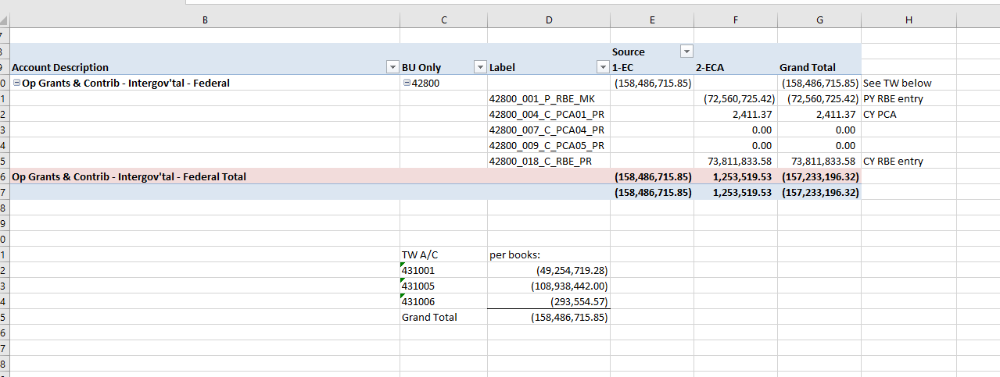 B C D E F G H
7
8 Source
9 Account Description BU Only Label 1-EC 2-ECA Grand Total
0 Op Grants & Contrib - Intergov'tal - Federal 42800 (158,486,715.85) (158,486,715.85) See TW below
1 42800_001_P_RBE_MK (72,560,725.42) (72,560,725.42) PY RBE entry
2 42800_004_C_PCA01_PR 2,411.37 2,411.37 CY PCA
3 42800_007_C_PCA04_PR 0.00 0.00
4 42800_009_C_PCA05_PR 0.00 0.00
5 42800_018_C_RBE_PR 73,811,833.58 73,811,833.58 CY RBE entry
6 Op Grants & Contrib - Intergov'tal - Federal Total (158,486,715.85) 1,253,519.53 (157,233,196.32)
7 (158,486,715.85) 1,253,519.53 (157,233,196.32)
8
9
0
1 TW A/C per books:
2 431001 (49,254,719.28)
3 431005 (108,938,442.00)
4 431006 (293,554.57)
5 Grand Total (158,486,715.85)
6
7
8